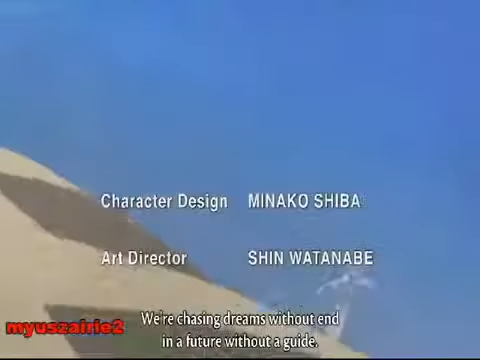 Character Design MINAKO SHIBA
Art Director SHIN WATANABE
We're chasing dreams without end
in a future without a guide.
myuszairie2